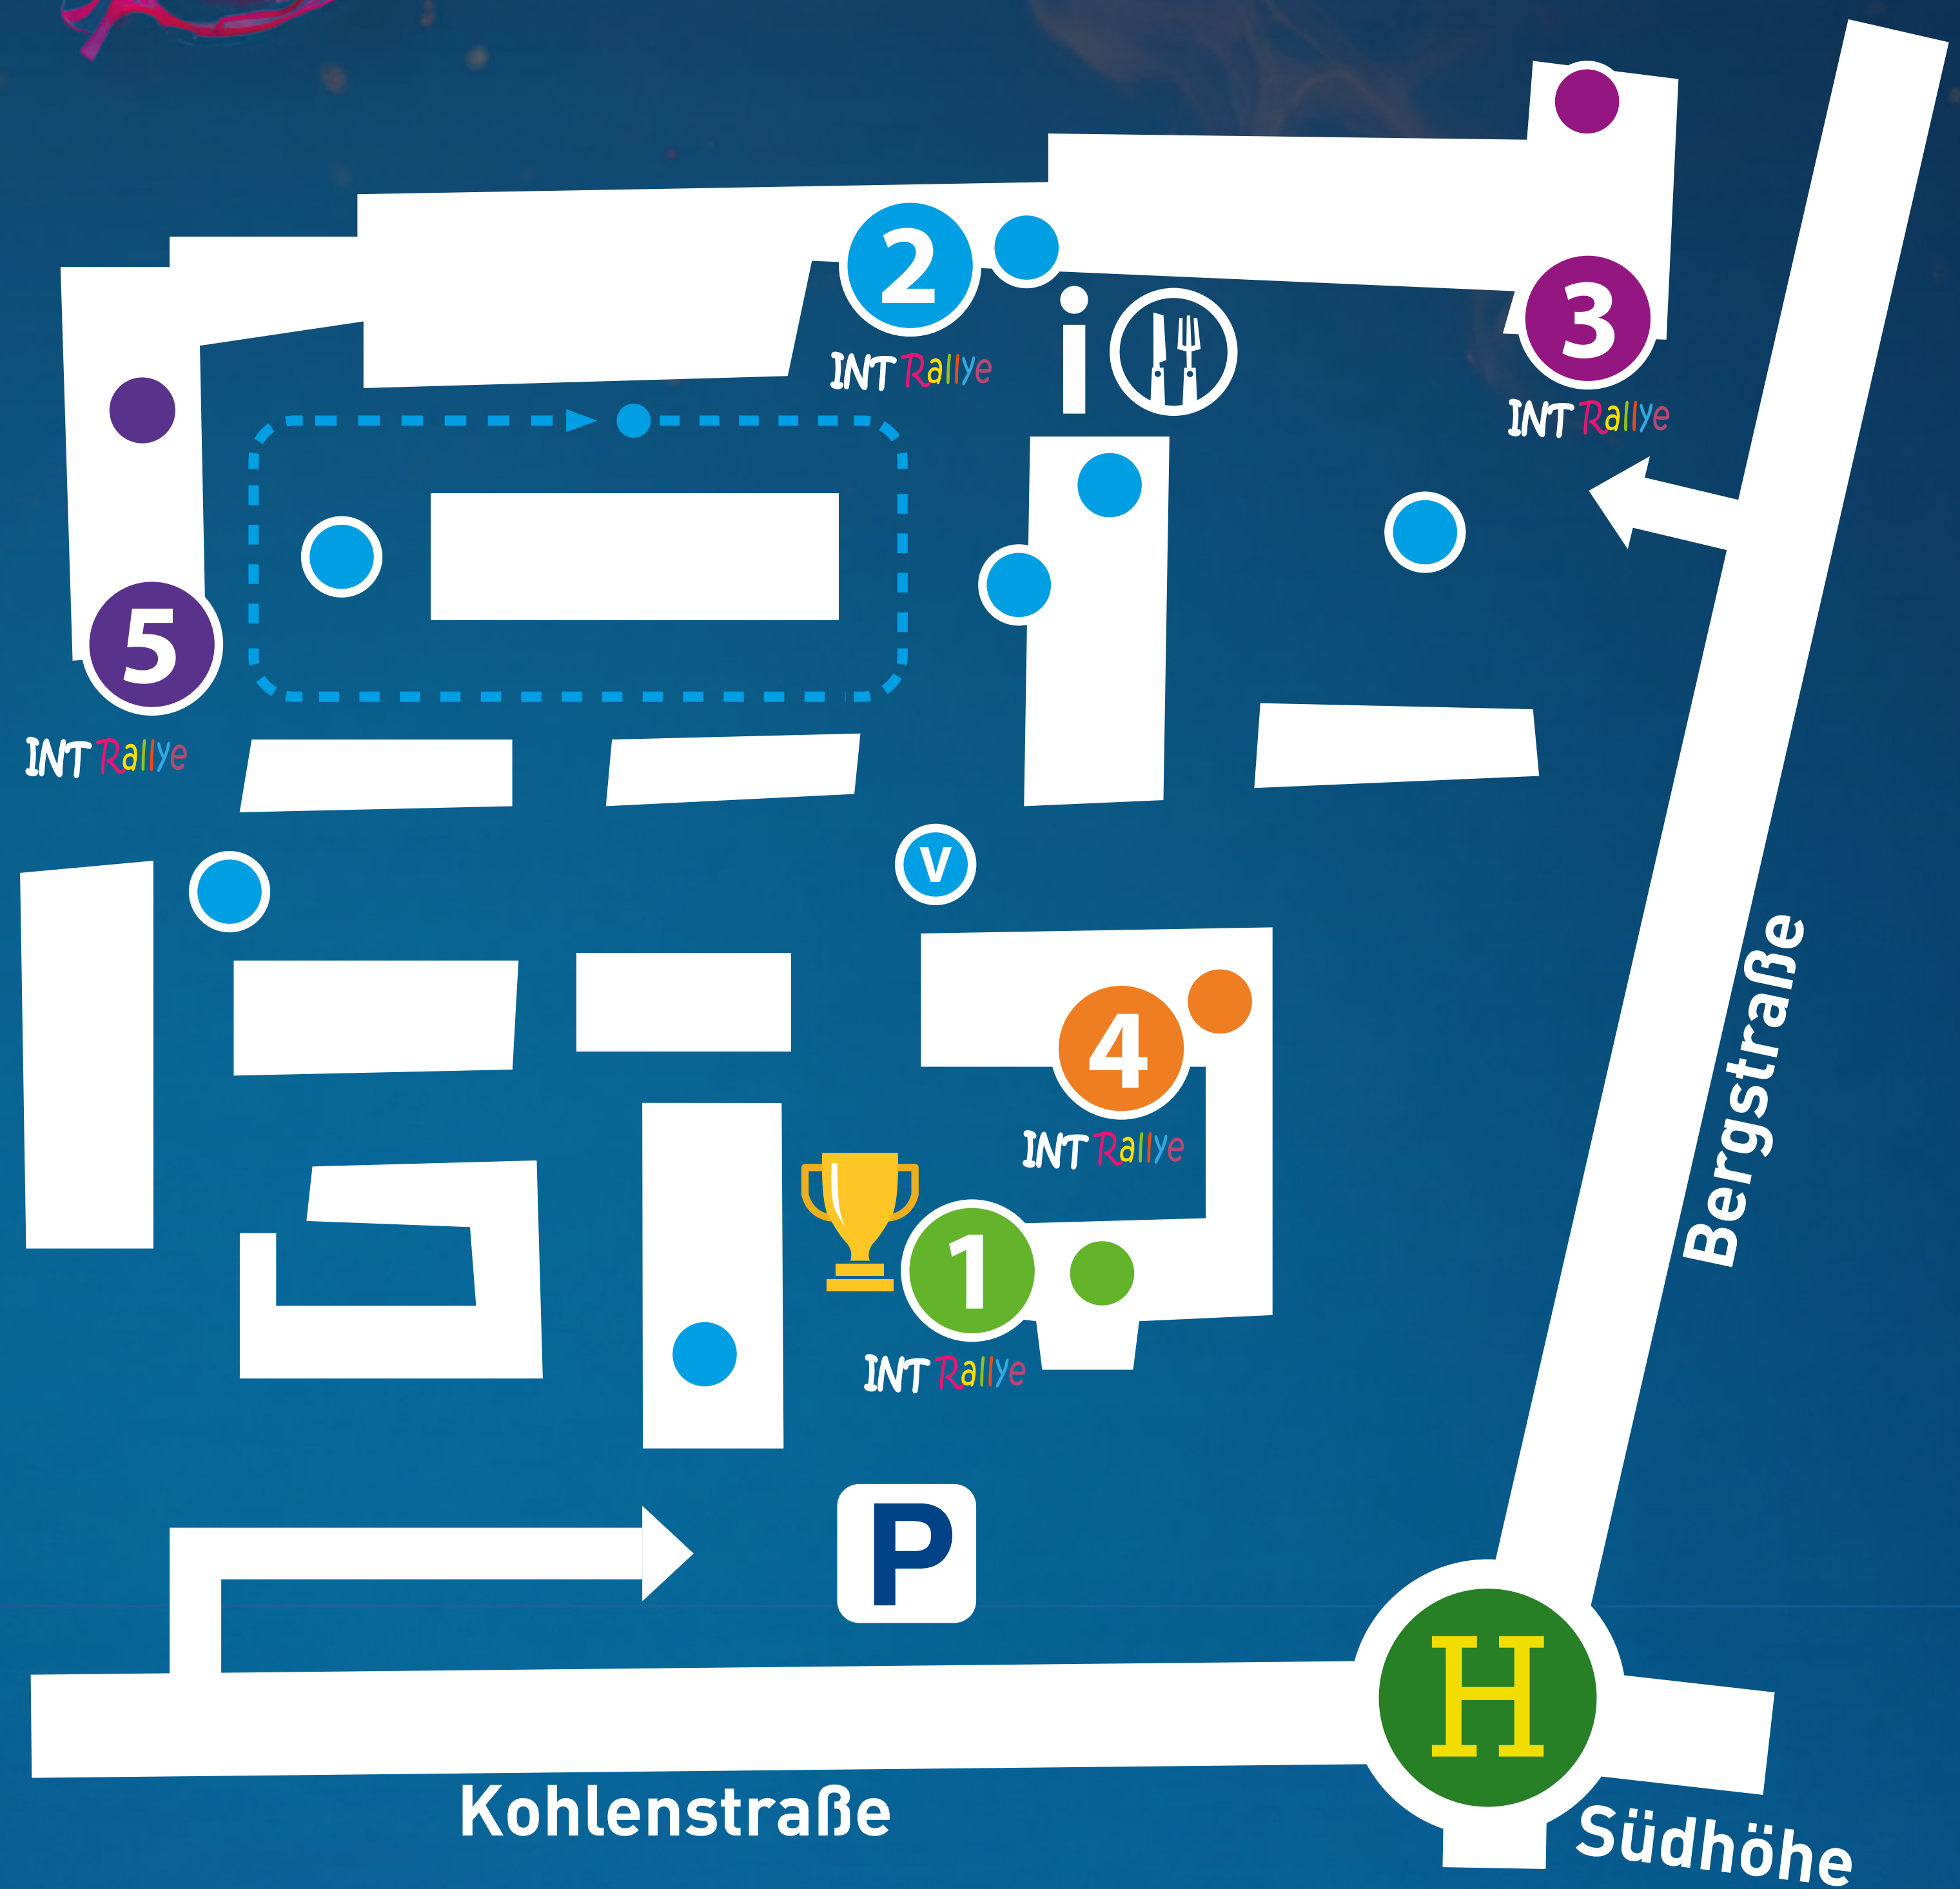 2
i
3
INT Rallye
INT Rallye
5
INT Rallye
V
4
INT Rallye
1
INT Rallye
Bergstraße
P
H
Kohlenstraße
Südhöhe